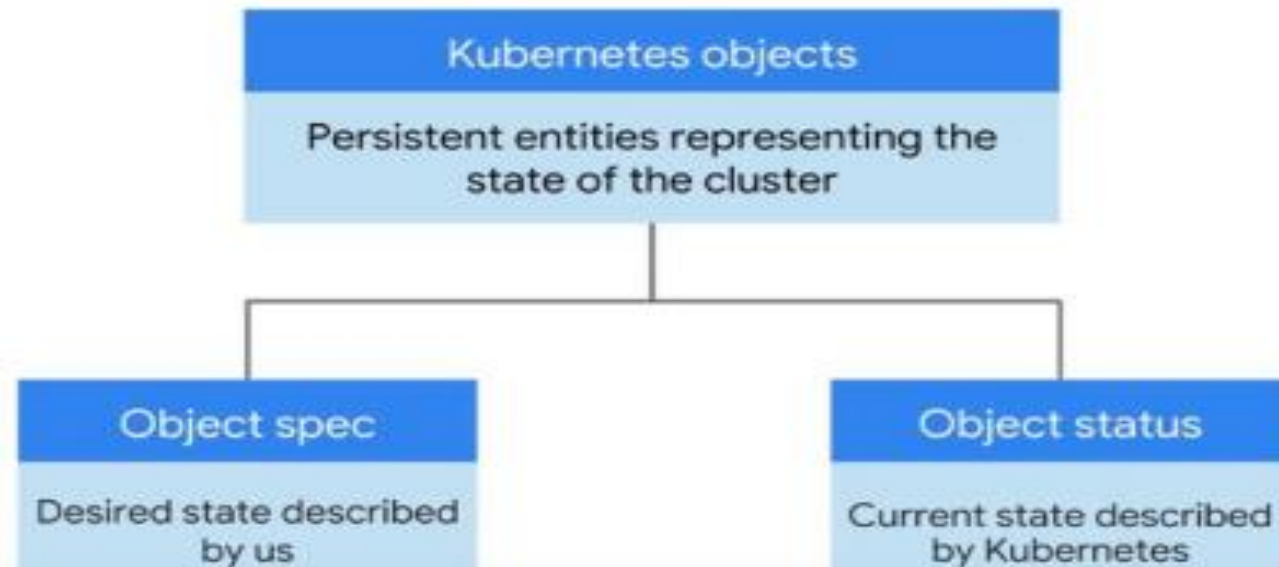 Kubernetes objects
Persistent entities representing the
state of the cluster
Object spec
Desired state described
by us
Object status
Current state described
by Kubernetes